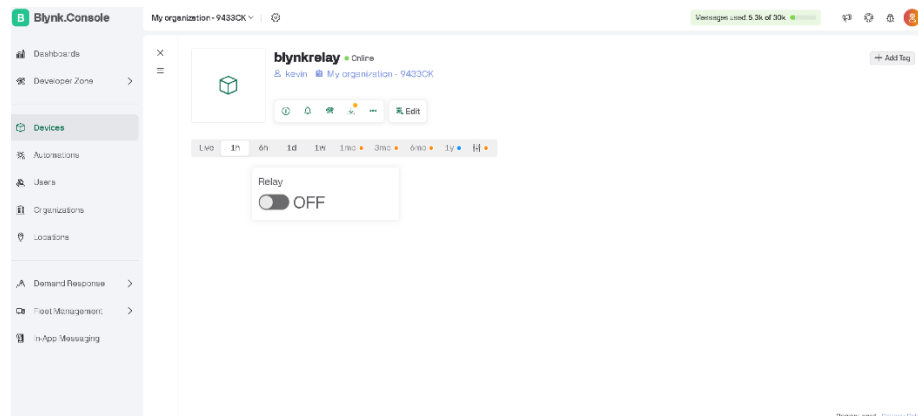 B Blynk.Console
My organization - 9433CK
Messages used: 5.3k of 30k
Dashboards
Developer Zone
Devices
Automations
Users
Organizations
Locations
Demand Response
Fleet Management
In-App Messaging
blynkrelay
Online
kevin
My organization - 9433CK
Add Tag
Edit
Live 1h 6h 1d 1w 1mo 3mo 6mo 1y
Relay
OFF